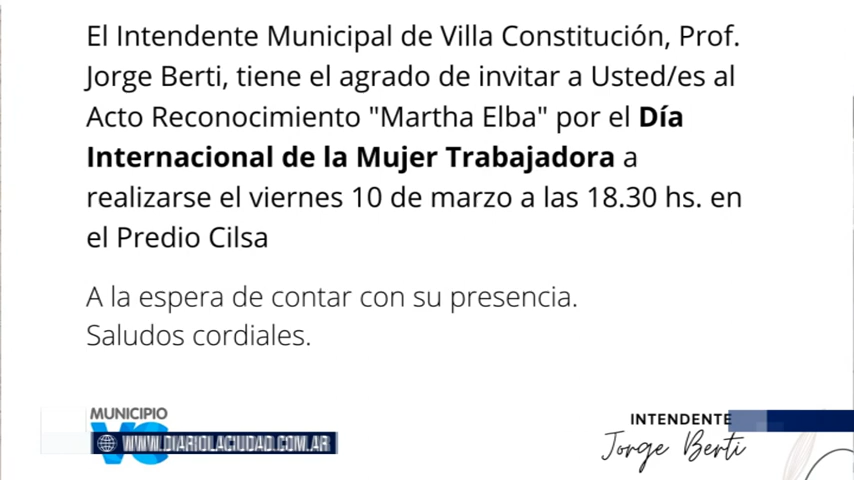 El Intendente Municipal de Villa Constitución, Prof.
Jorge Berti, tiene el agrado de invitar a Usted/es al
Acto Reconocimiento "Martha Elba" por el Día
Internacional de la Mujer Trabajadora a
realizarse el viernes 10 de marzo a las 18.30 hs. en
el Predio Cilsa
A la espera de contar con su presencia.
Saludos cordiales.
MUNICIPIO
VC
WWW.DIARIOLACIUDAD.COM.AR
INTENDENTE
Jorge Berti